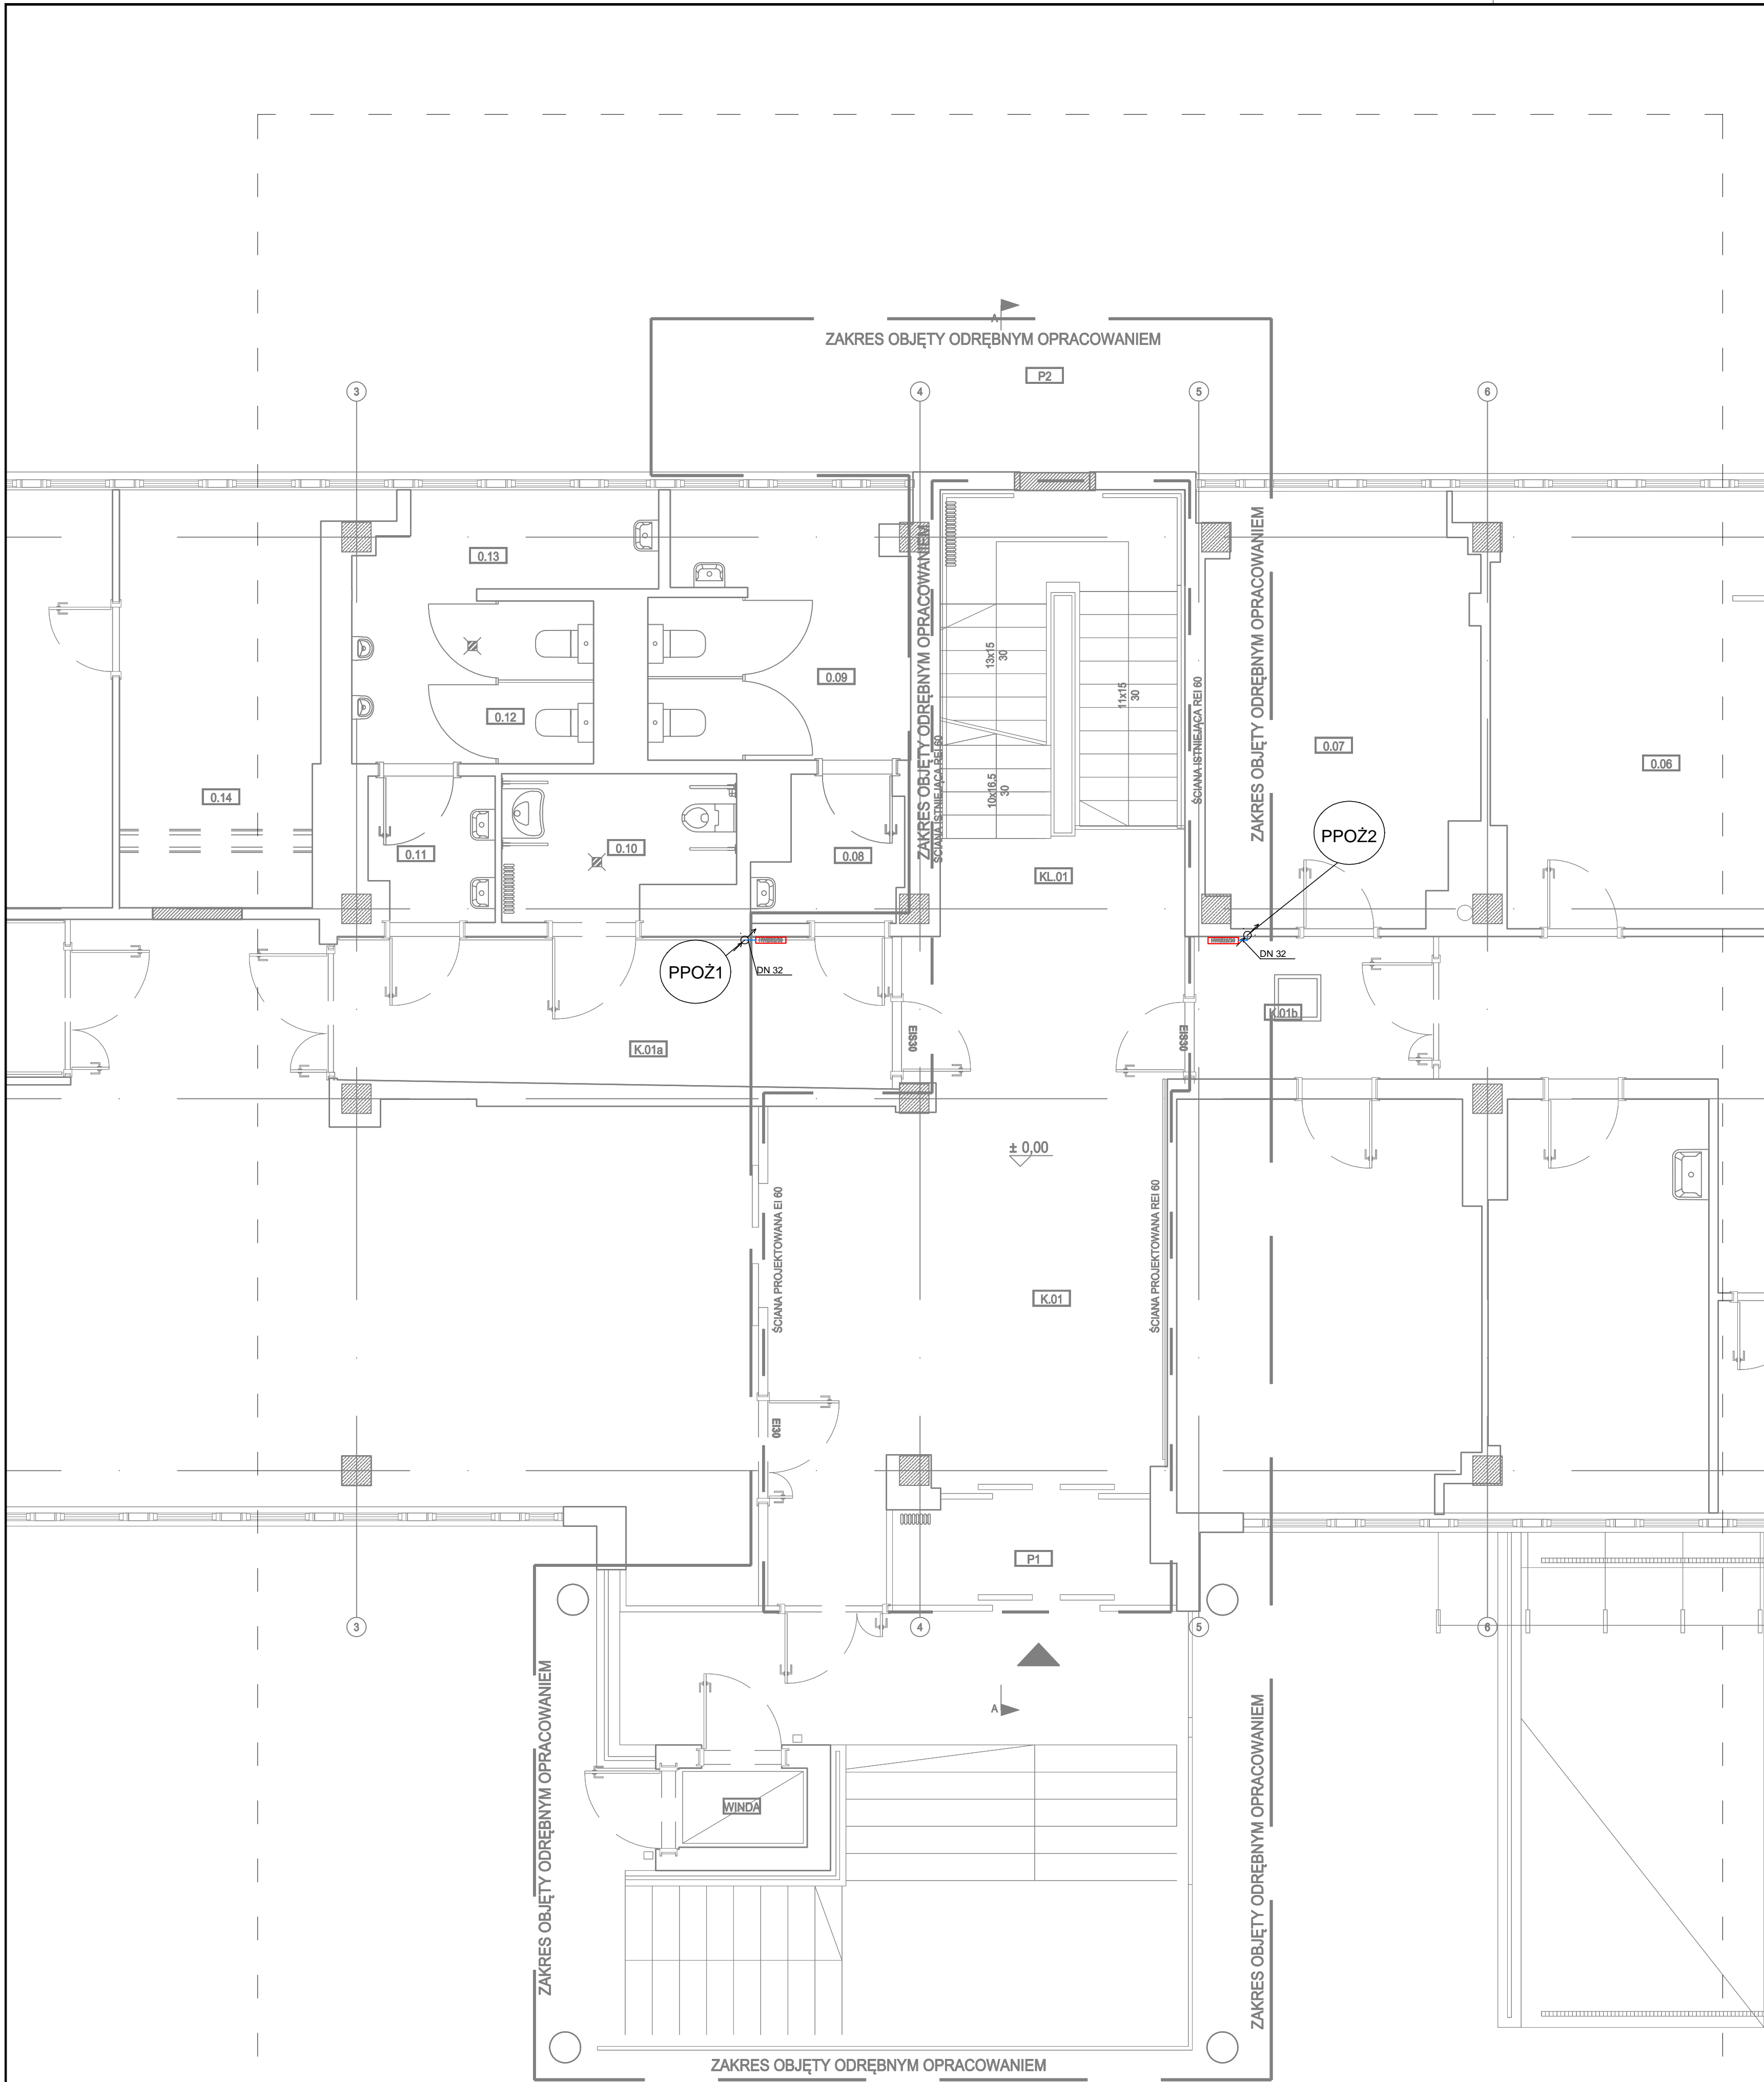 A
ZAKRES OBJĘTY ODRĘBNYM OPRACOWANIEM
P2
3
4
5
6
0.13
ZAKRES OBJĘTY ODRĘBNYM OPRACOWANIEM
ZAKRES OBJĘTY ODRĘBNYM OPRACOWANIEM
13x15
30
0.09
11x15
30
ŚCIANA ISTNIEJĄCA REI 60
0.12
0.07
0.06
ŚCIANA ISTNIEJĄCA REI 60
10x16,5
30
0.14
PPOŻ2
0.11
0.10
0.08
KL.01
PPOŻ1
DN 32
DN 32
K.01b
EIS30
EIS30
K.01a
± 0,00
ŚCIANA PROJEKTOWANA EI 60
ŚCIANA PROJEKTOWANA REI 60
K.01
EI30
P1
3
4
5
6
A
ZAKRES OBJĘTY ODRĘBNYM OPRACOWANIEM
ZAKRES OBJĘTY ODRĘBNYM OPRACOWANIEM
WINDA
ZAKRES OBJĘTY ODRĘBNYM OPRACOWANIEM